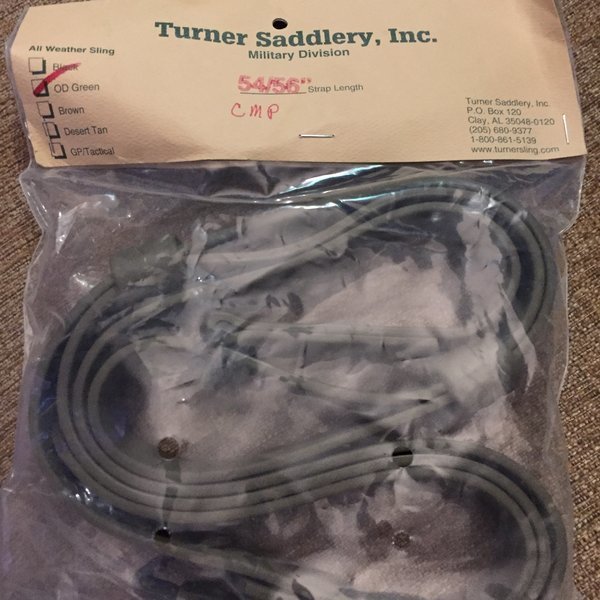 Turner Saddlery, Inc.
Military Division
All Weather Sling
Black
OD Green
Brown
Desert Tan
GP/Tactical
54/56" Strap Length
CMP
Turner Saddlery, Inc.
P.O. Box 120
Clay, AL 35048-0120
(205) 680-9377
1-800-861-5139
www.turnersling.com